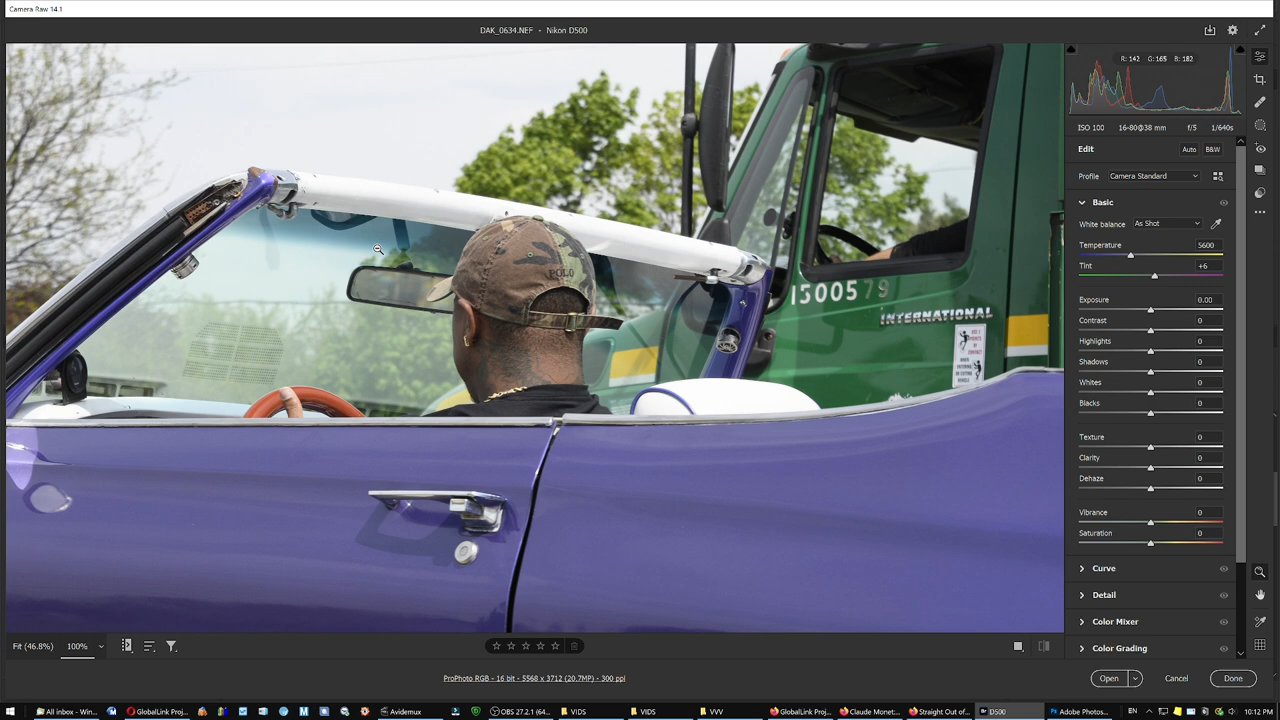 Camera Raw 14.1
DAK_0634.NEF - Nikon D500
R: 142 G: 165 B: 182
ISO 100 16-80@38 mm f/5 1/640s
Edit Auto B&W
Profile Camera Standard
Basic
White balance As Shot
Temperature 5600
Tint +6
Exposure 0.00
Contrast 0
Highlights 0
Shadows 0
Whites 0
Blacks 0
Texture 0
Clarity 0
Dehaze 0
Vibrance 0
Saturation 0
Curve
Detail
Color Mixer
Color Grading
POLO
1500579
INTERNATIONAL
Fit (46.8%) 100%
ProPhoto RGB - 16 bit - 5568 x 3712 (20.7MP) - 300 ppi
Open Cancel Done
All inbox - Win... GlobalLink Proj... Avidemux OBS 27.2.1 (64... VIDS VIDS VVV GlobalLink Proj... Claude Monet:... Straight Out of... D500 Adobe Photos... EN 10:12 PM